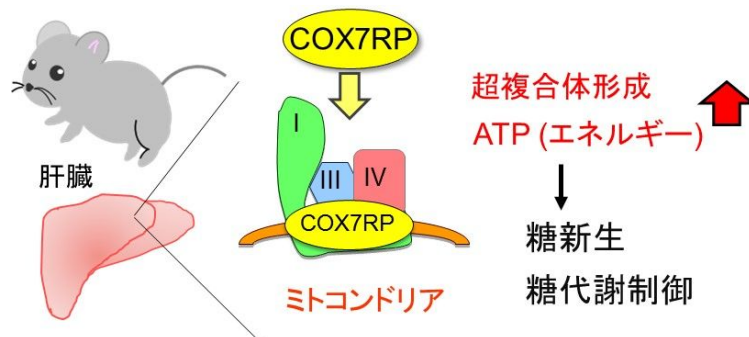 COX7RP
I
III
IV
COX7RP
ミトコンドリア
肝臓
超複合体形成
ATP (エネルギー)
糖新生
糖代謝制御